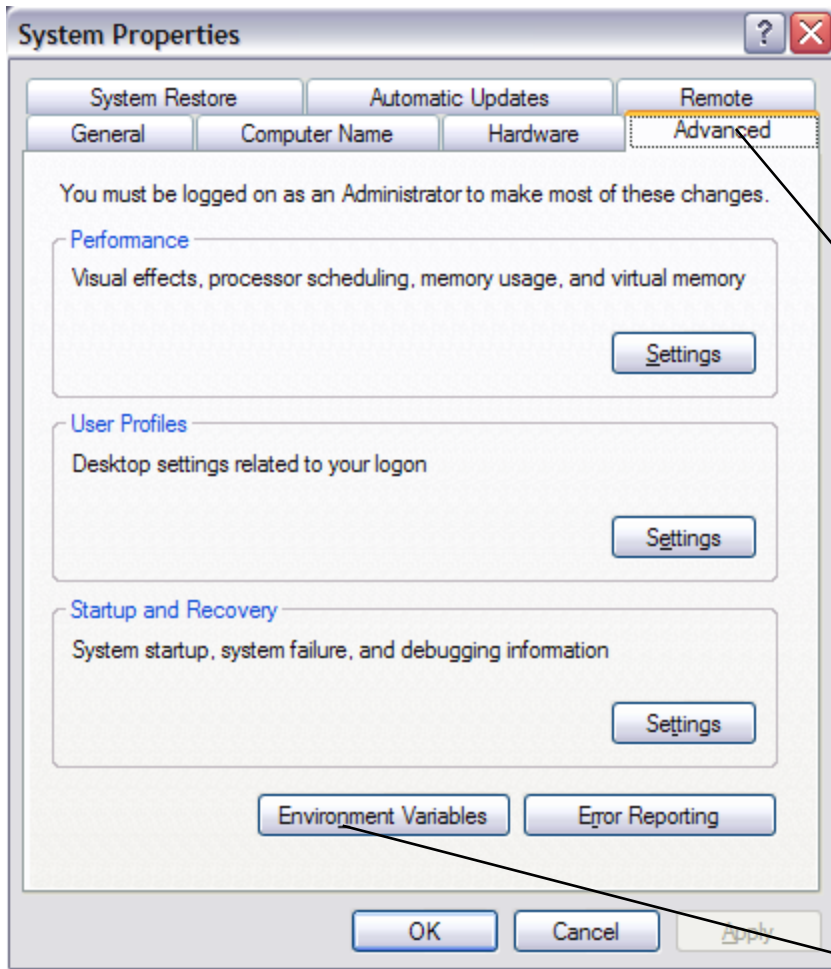 System Properties
?
System Restore
Automatic Updates
Remote
General
Computer Name
Hardware
Advanced
You must be logged on as an Administrator to make most of these changes.
Performance
Visual effects, processor scheduling, memory usage, and virtual memory
Settings
User Profiles
Desktop settings related to your logon
Settings
Startup and Recovery
System startup, system failure, and debugging information
Settings
Environment Variables
Error Reporting
OK
Cancel
Apply